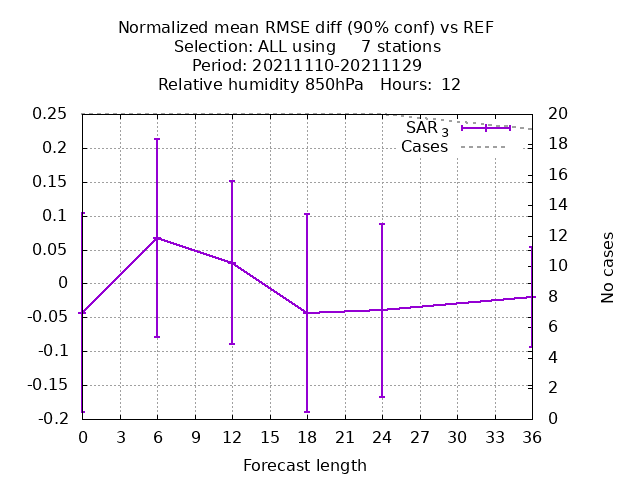 Normalized mean RMSE diff (90% conf) vs REF
Selection: ALL using 7 stations
Period: 20211110-20211129
Relative humidity 850hPa Hours: 12
0.25 20
SAR 3
0.2 18
Cases
16
0.15
14
0.1
12
0.05
10
0
8
-0.05
6
-0.1
4
-0.15
2
-0.2 0
No cases
0 3 6 9 12 15 18 21 24 27 30 33 36
Forecast length